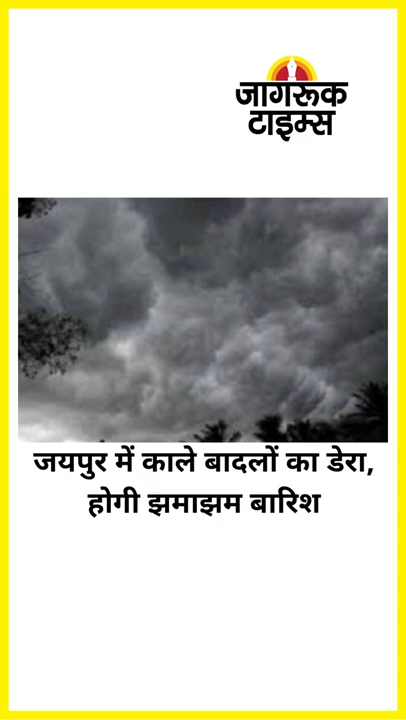 जागरूक
टाइम्स
जयपुर में काले बादलों का डेरा,
होगी झमाझम बारिश